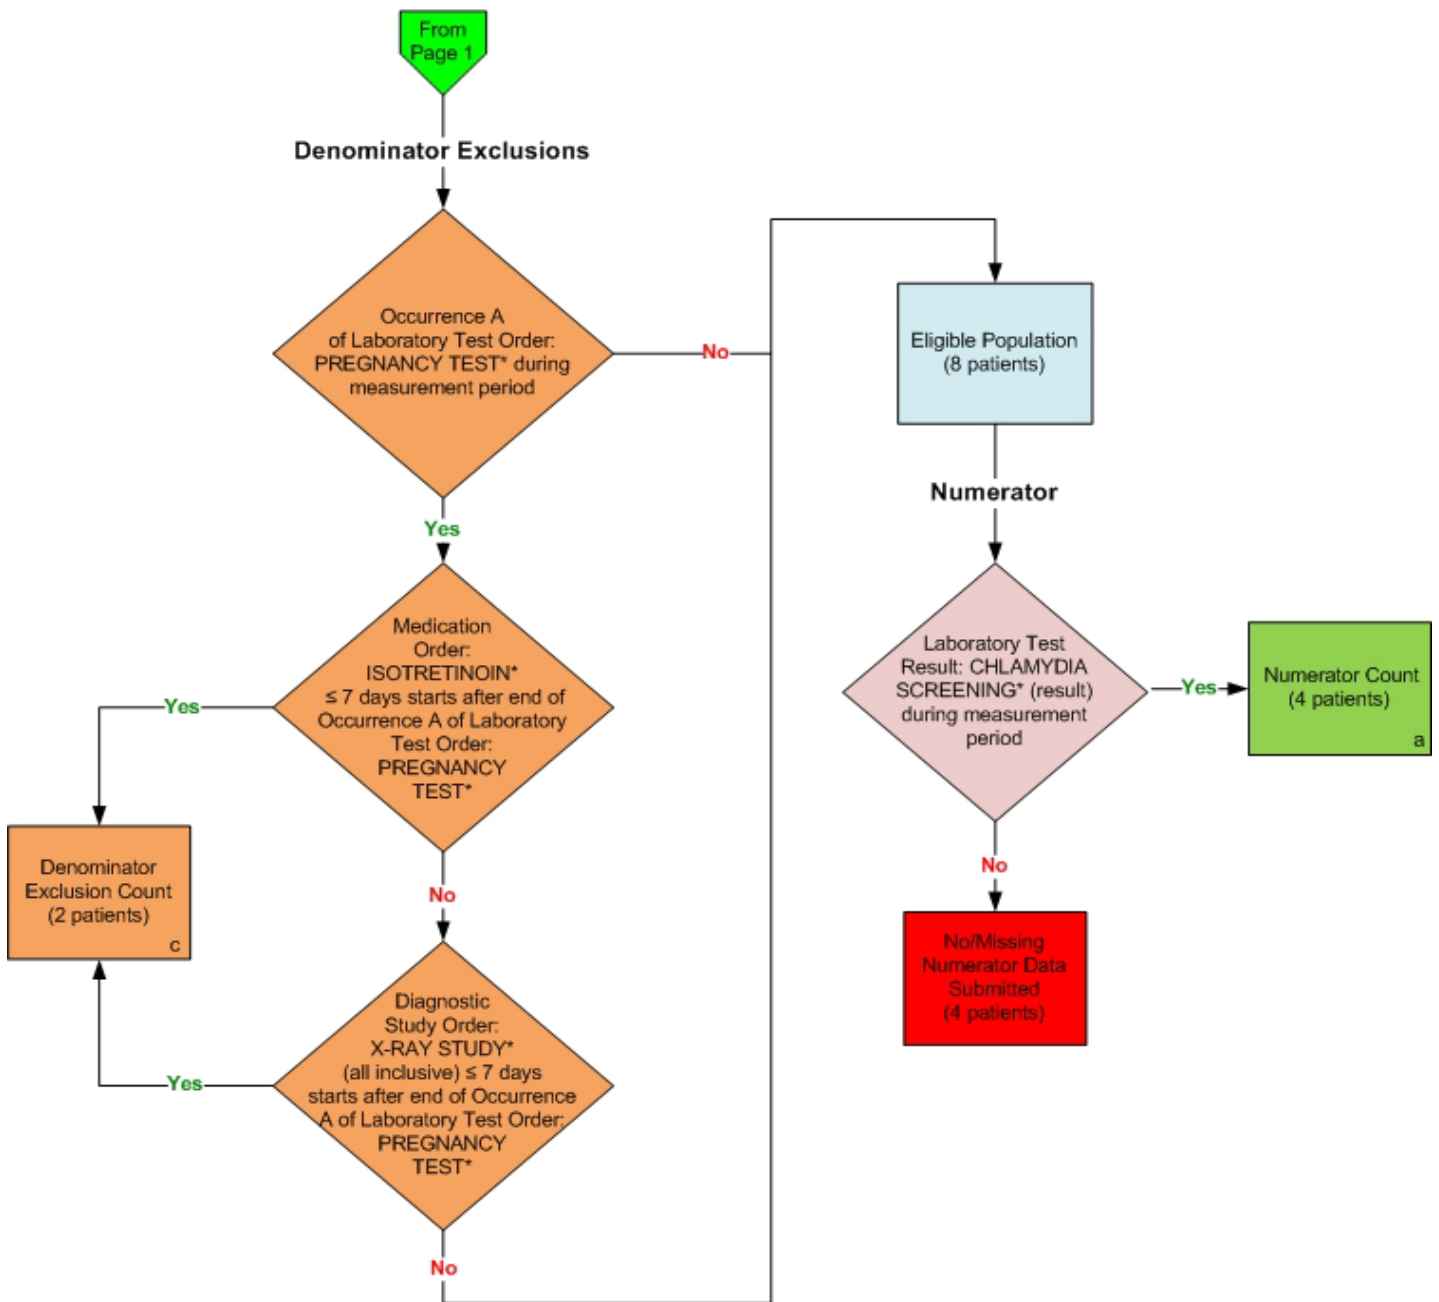 From
Page 1
Denominator Exclusions
Occurrence A
of Laboratory Test Order:
PREGNANCY TEST* during
measurement period
No
Yes
Medication
Order:
ISOTRETINOIN*
≤ 7 days starts after end of
Occurrence A of Laboratory
Test Order:
PREGNANCY
TEST*
Yes
No
Denominator
Exclusion Count
(2 patients)
c
Diagnostic
Study Order:
X-RAY STUDY*
(all inclusive) ≤ 7 days
starts after end of Occurrence
A of Laboratory Test Order:
PREGNANCY
TEST*
Yes
No
Eligible Population
(8 patients)
Numerator
Laboratory Test
Result: CHLAMYDIA
SCREENING* (result)
during measurement
period
Yes
Numerator Count
(4 patients)
a
No
No/Missing
Numerator Data
Submitted
(4 patients)